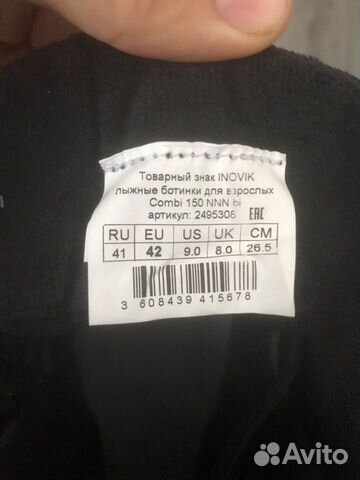 Товарный знак INOVIK
лыжные ботинки для взрослых
Combi 150 NNN bi
артикул: 2495308 EAC
RU EU US UK CM
41 42 9.0 8.0 26.5
3 608439 415678
Avito